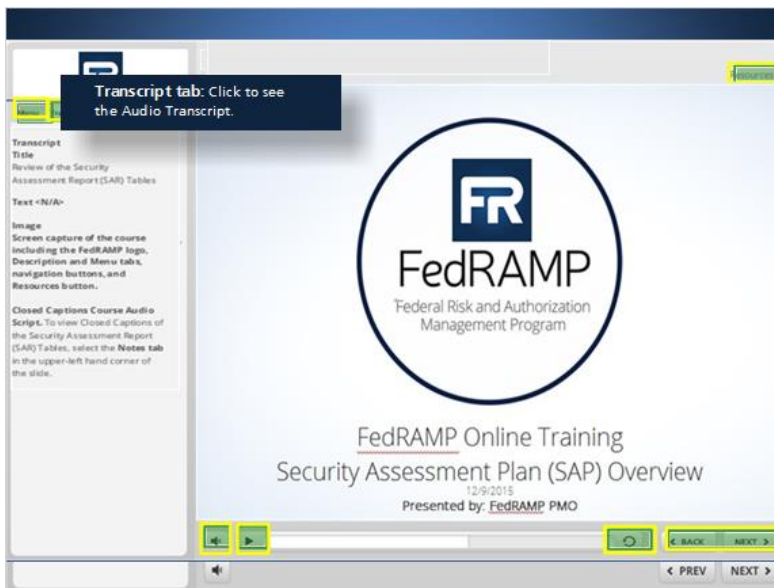 Transcript tab: Click to see
the Audio Transcript.
Resources
Menu
Transcript
Title
Review of the Security
Assessment Report (SAR) Tables
Text <N/A>
Image
Screen capture of the course
including the FedRAMP logo,
Description and Menu tabs,
navigation buttons, and
Resources button.
Closed Captions Course Audio
Script. To view Closed Captions of
the Security Assessment Report
(SAR) Tables, select the Notes tab
in the upper-left hand corner of
the slide.
FR
FedRAMP
Federal Risk and Authorization
Management Program
FedRAMP Online Training
Security Assessment Plan (SAP) Overview
12/9/2015
Presented by: FedRAMP PMO
< BACK NEXT >
< PREV NEXT >